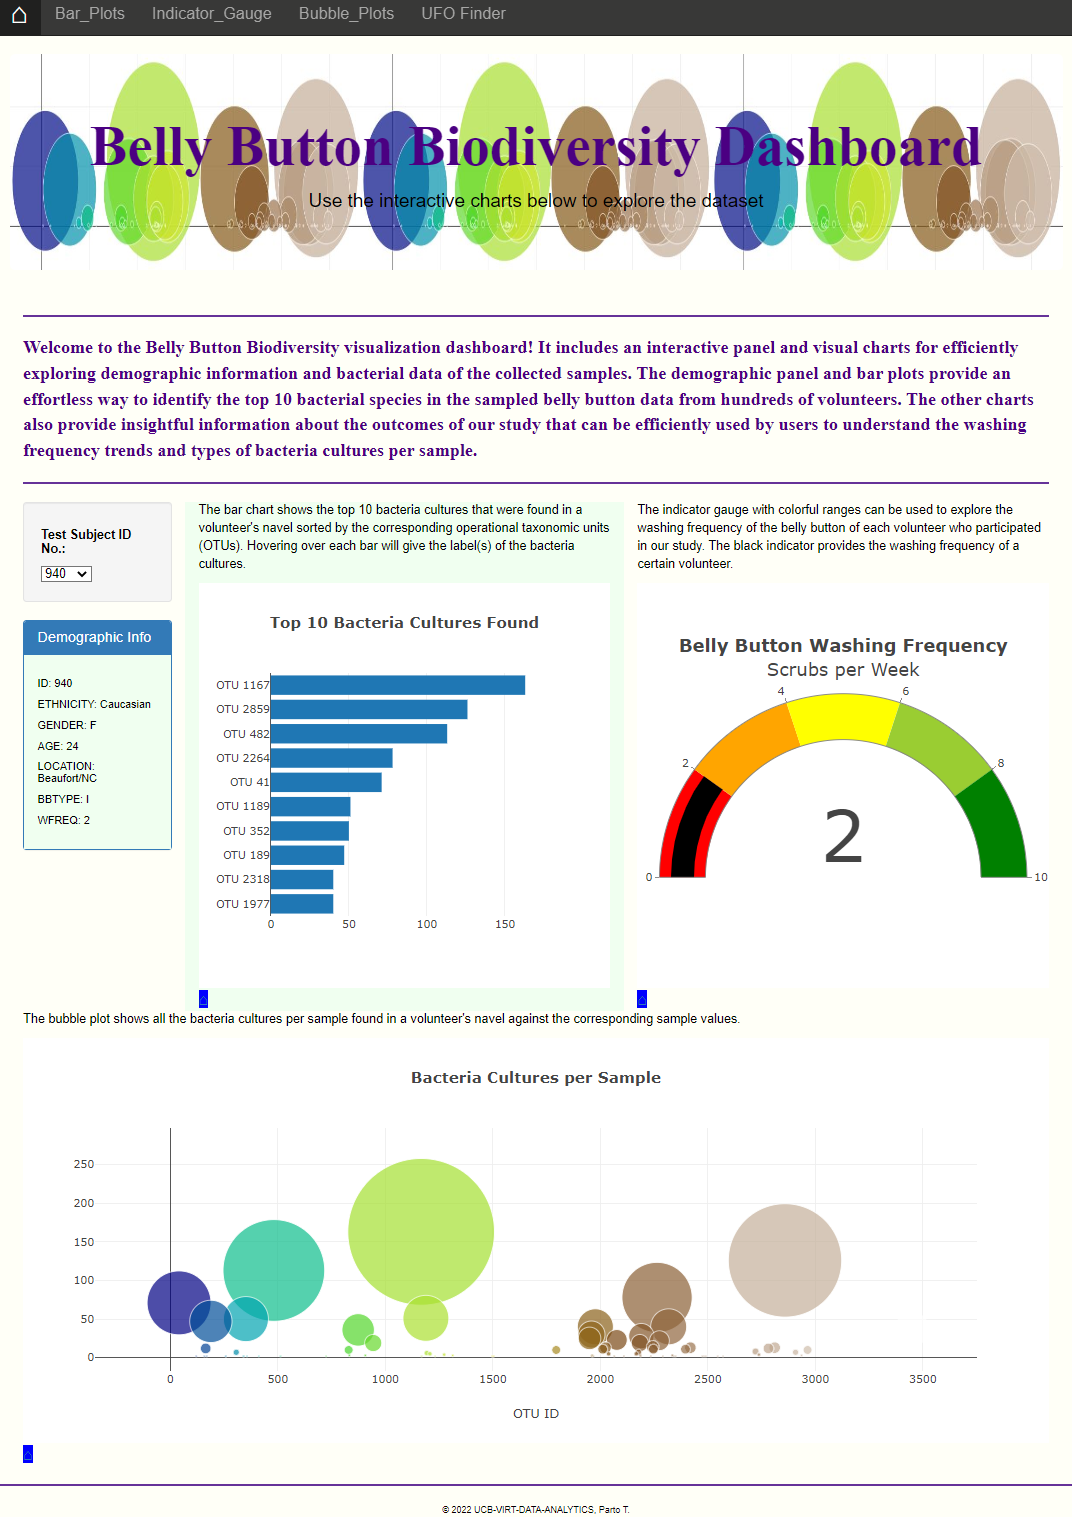 Bar_Plots Indicator_Gauge Bubble_Plots UFO Finder
Belly Button Biodiversity Dashboard
Use the interactive charts below to explore the dataset
Welcome to the Belly Button Biodiversity visualization dashboard! It includes an interactive panel and visual charts for efficiently
exploring demographic information and bacterial data of the collected samples. The demographic panel and bar plots provide an
effortless way to identify the top 10 bacterial species in the sampled belly button data from hundreds of volunteers. The other charts
also provide insightful information about the outcomes of our study that can be efficiently used by users to understand the washing
frequency trends and types of bacteria cultures per sample.
Test Subject ID
No.:
940
Demographic Info
ID: 940
ETHNICITY: Caucasian
GENDER: F
AGE: 24
LOCATION:
Beaufort/NC
BBTYPE: I
WFREQ: 2
The bar chart shows the top 10 bacteria cultures that were found in a
volunteer's navel sorted by the corresponding operational taxonomic units
(OTUs). Hovering over each bar will give the label(s) of the bacteria
cultures.
Top 10 Bacteria Cultures Found
OTU 1167
OTU 2859
OTU 482
OTU 2264
OTU 41
OTU 1189
OTU 352
OTU 189
OTU 2318
OTU 1977
0 50 100 150
The indicator gauge with colorful ranges can be used to explore the
washing frequency of the belly button of each volunteer who participated
in our study. The black indicator provides the washing frequency of a
certain volunteer.
Belly Button Washing Frequency
Scrubs per Week
4 6
2 8
2
0 10
The bubble plot shows all the bacteria cultures per sample found in a volunteer's navel against the corresponding sample values.
Bacteria Cultures per Sample
250
200
150
100
50
0
0 500 1000 1500 2000 2500 3000 3500
OTU ID
© 2022 UCB-VIRT-DATA-ANALYTICS, Parto T.